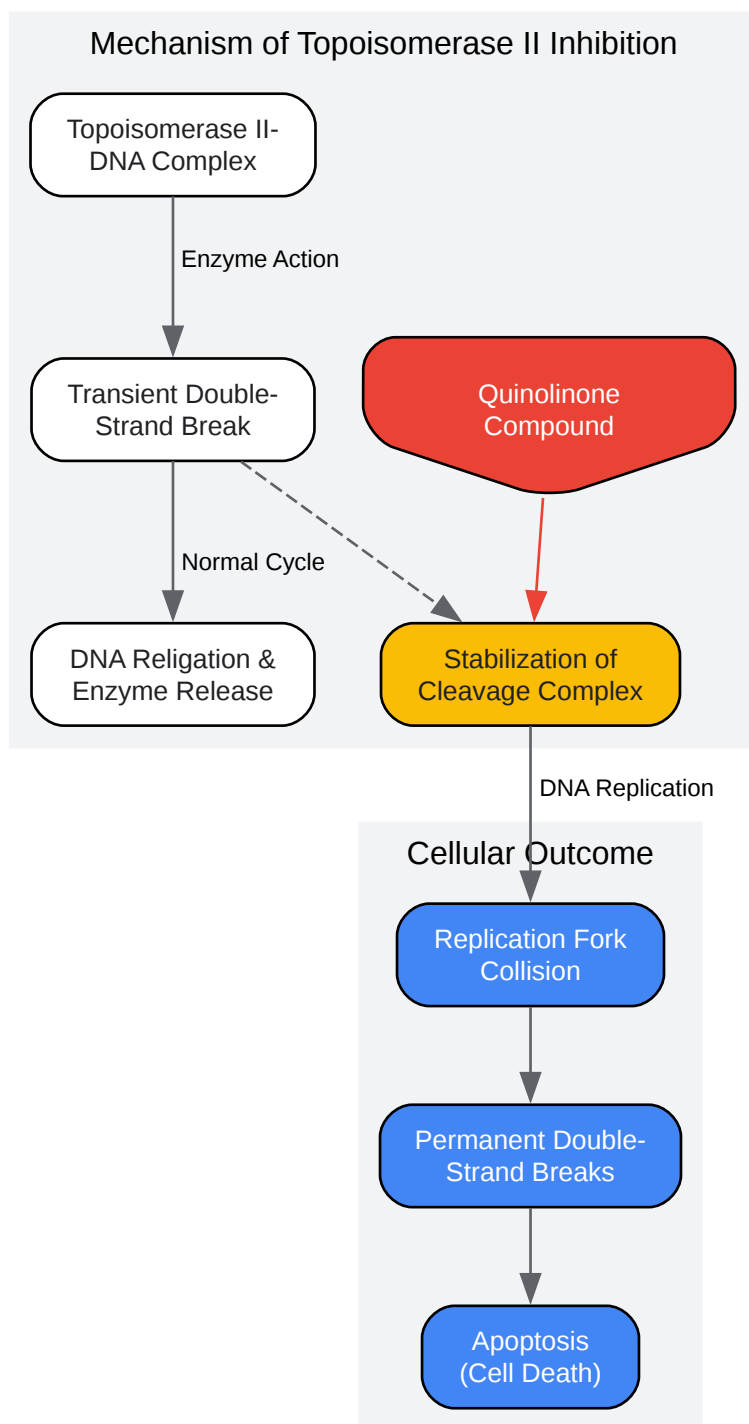 Mechanism of Topoisomerase II Inhibition
Topoisomerase II-
DNA Complex
Enzyme Action
Transient Double-
Strand Break
Quinolinone
Compound
Normal Cycle
DNA Religation &
Enzyme Release
Stabilization of
Cleavage Complex
DNA Replication
Cellular Outcome
Replication Fork
Collision
Permanent Double-
Strand Breaks
Apoptosis
(Cell Death)